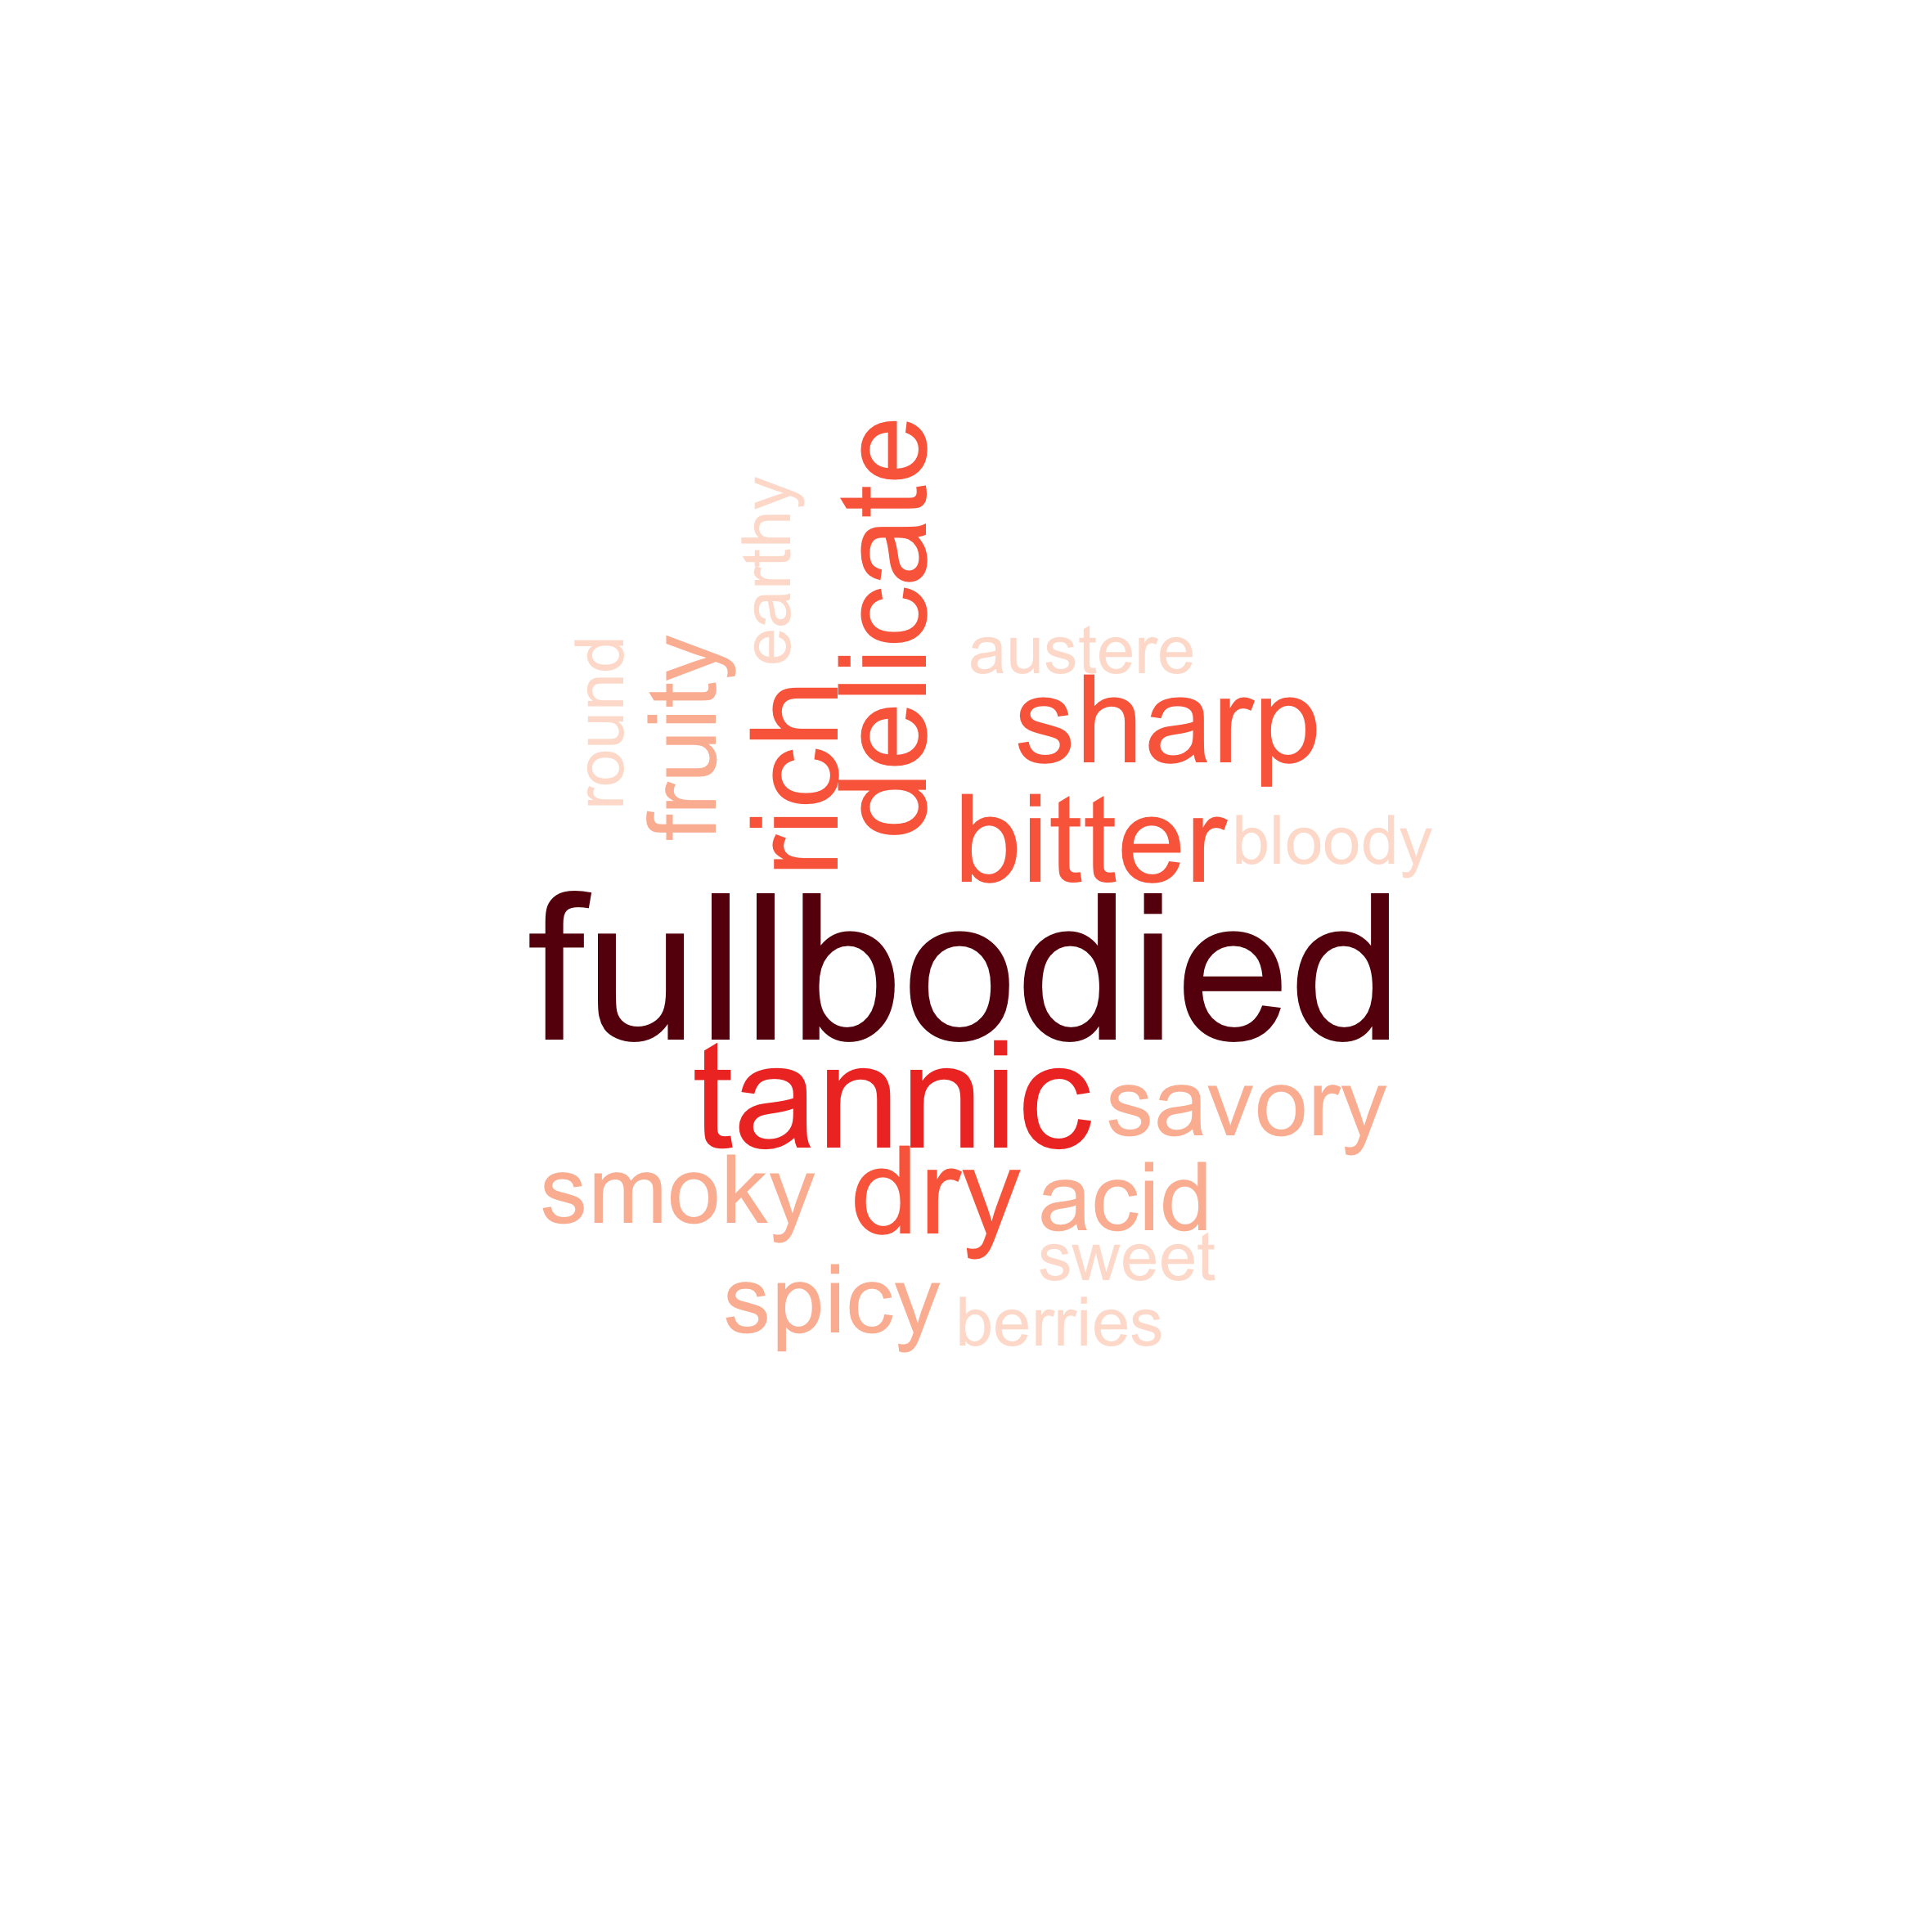 delicate
earthy
round
fruity
rich
austere
sharp
bitter
bloody
fullbodied
tannic
savory
smoky
dry
acid
sweet
spicy
berries